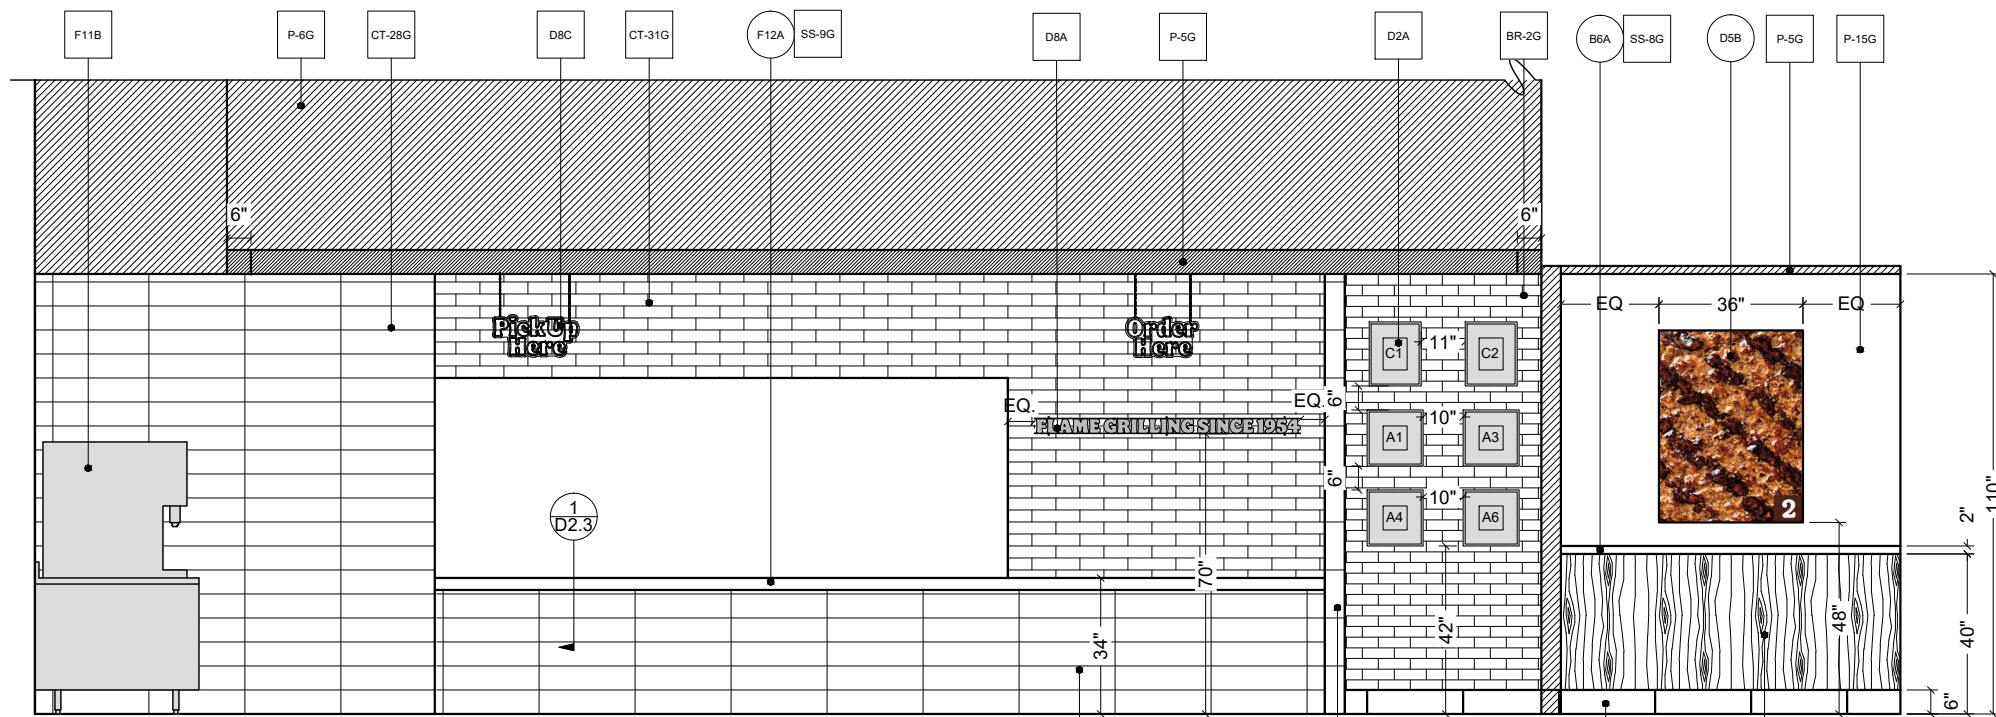 F11B
P-6G
CT-28G
D8C
CT-31G
F12A
SS-9G
D8A
P-5G
D2A
BR-2G
B6A
SS-8G
D5B
P-5G
P-15G
6"
6"
EQ
36"
EQ
Pick Up
Here
Order
Here
C1
11"
C2
EQ.
EQ.
6"
FLAME GRILLING SINCE 1954
10"
A1
A3
6"
10"
A4
A6
1
D2.3
2
2"
110"
70"
34"
42"
48"
40"
6"